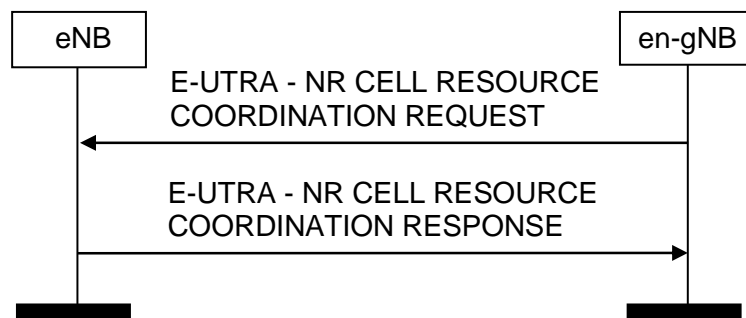 eNB
en-gNB
E-UTRA - NR CELL RESOURCE
COORDINATION REQUEST
E-UTRA - NR CELL RESOURCE
COORDINATION RESPONSE